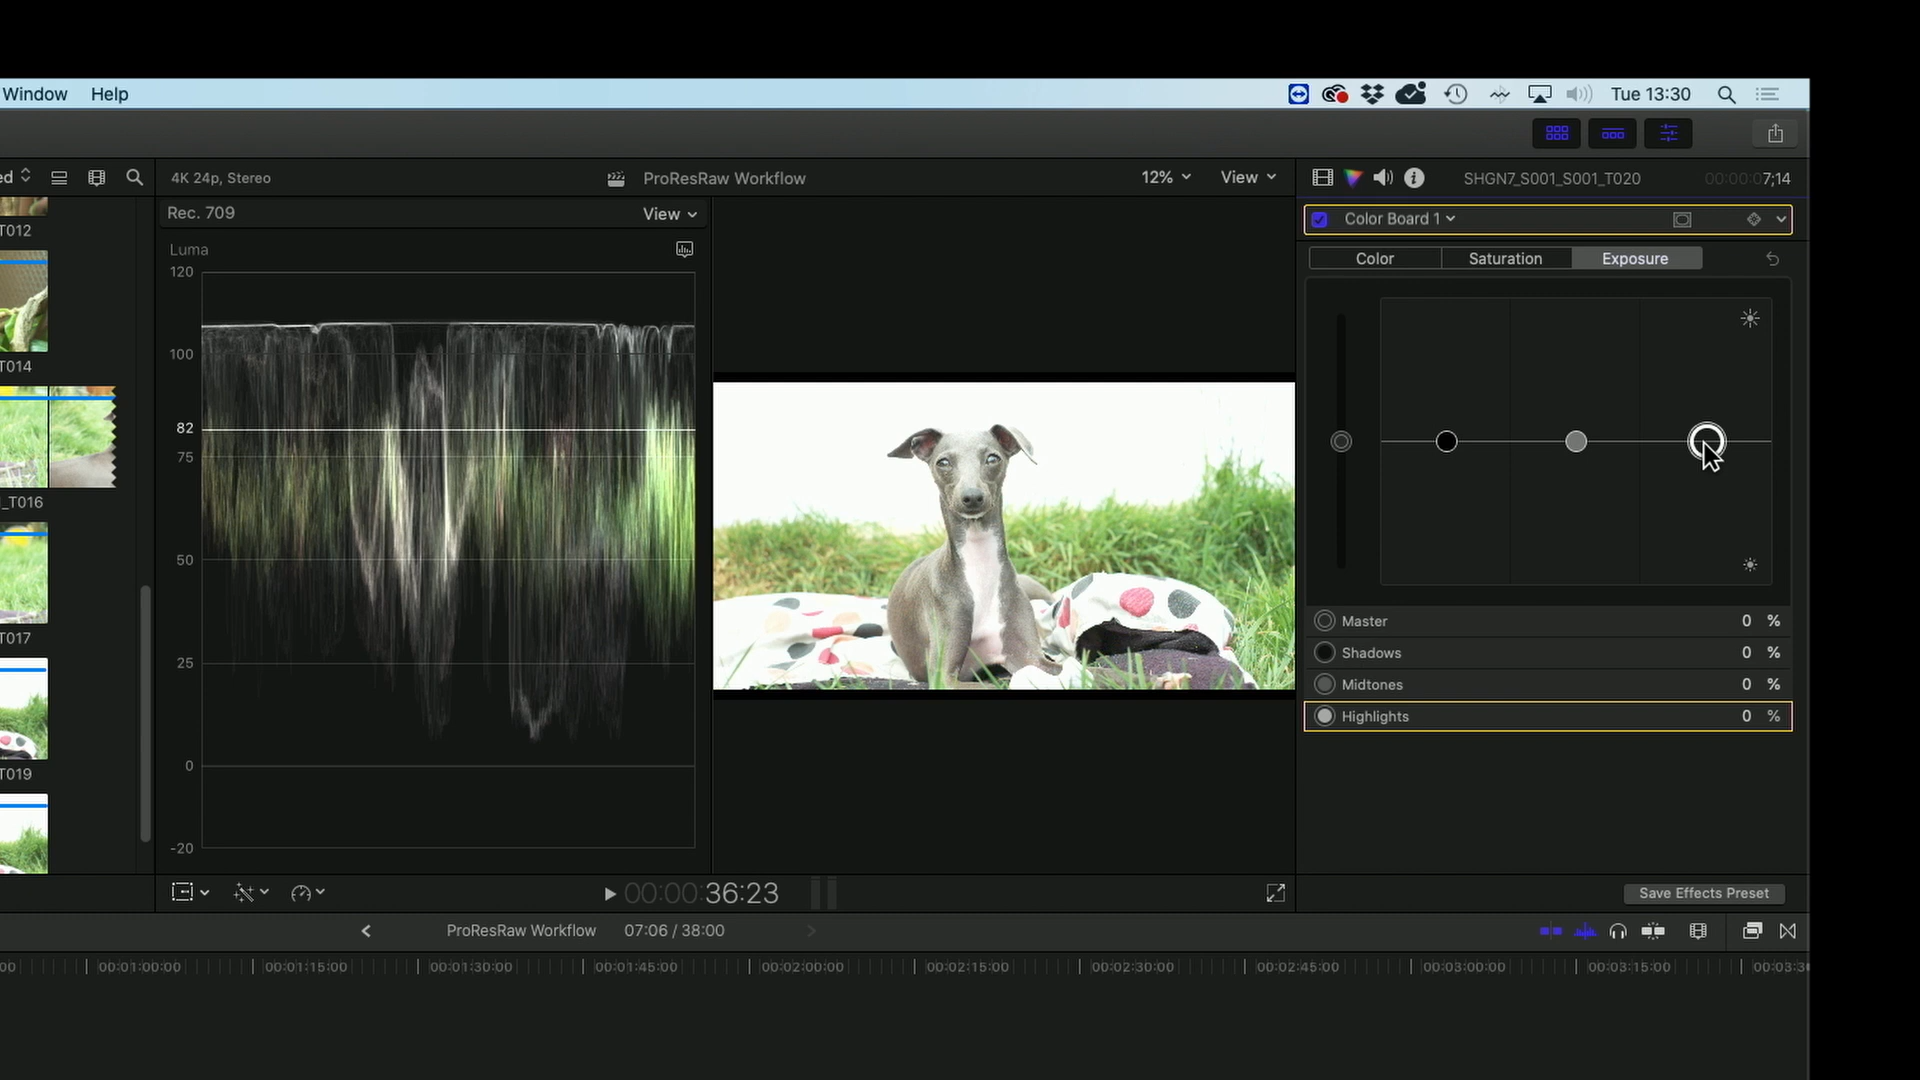 Window Help
Tue 13:30
ed
4K 24p, Stereo
ProResRaw Workflow
12%
View
SHGN7_S001_S001_T020
00:00:07;14
Rec. 709
View
Color Board 1
T012
Luma
Color
Saturation
Exposure
120
100
T014
82
75
_T016
50
Master 0 %
T017
Shadows 0 %
25
Midtones 0 %
Highlights 0 %
0
T019
-20
00:00:36:23
Save Effects Preset
ProResRaw Workflow
07:06 / 38:00
00
00:01:00:00
00:01:15:00
00:01:30:00
00:01:45:00
00:02:00:00
00:02:15:00
00:02:30:00
00:02:45:00
00:03:00:00
00:03:15:00
00:03:3